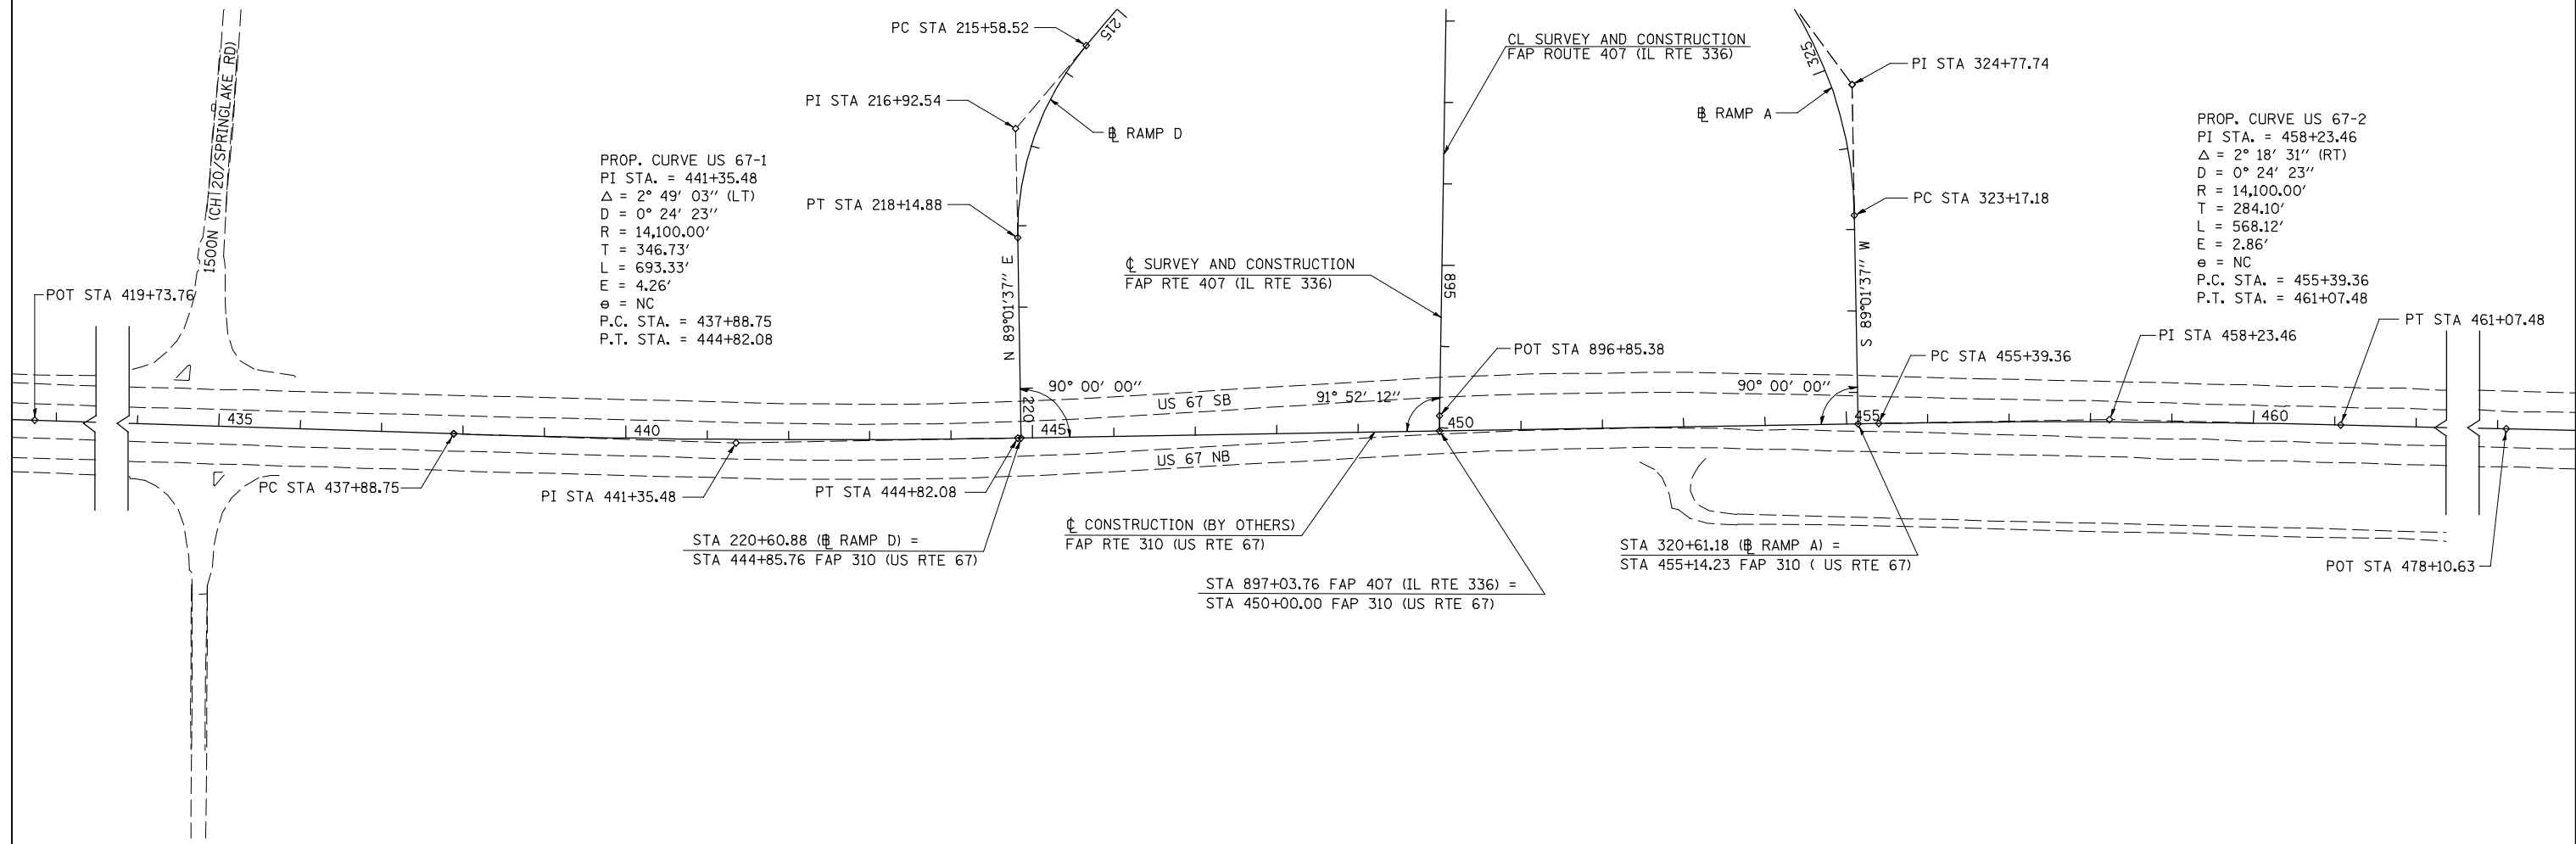 PC STA 215+58.52
215
PI STA 216+92.54
℄ RAMP D
PT STA 218+14.88
N 89°01'37" E
220
1500N (CH 20/SPRINGLAKE RD)
POT STA 419+73.76
PROP. CURVE US 67-1
PI STA. = 441+35.48
△ = 2° 49' 03" (LT)
D = 0° 24' 23"
R = 14,100.00'
T = 346.73'
L = 693.33'
E = 4.26'
e = NC
P.C. STA. = 437+88.75
P.T. STA. = 444+82.08
CL SURVEY AND CONSTRUCTION
FAP ROUTE 407 (IL RTE 336)
℄ SURVEY AND CONSTRUCTION
FAP RTE 407 (IL RTE 336)
895
POT STA 896+85.38
325
PI STA 324+77.74
℄ RAMP A
PC STA 323+17.18
S 89°01'37" W
PROP. CURVE US 67-2
PI STA. = 458+23.46
△ = 2° 18' 31" (RT)
D = 0° 24' 23"
R = 14,100.00'
T = 284.10'
L = 568.12'
E = 2.86'
e = NC
P.C. STA. = 455+39.36
P.T. STA. = 461+07.48
PT STA 461+07.48
PI STA 458+23.46
PC STA 455+39.36
90° 00' 00"
91° 52' 12"
90° 00' 00"
US 67 SB
435
440
445
450
455
460
US 67 NB
PC STA 437+88.75
PI STA 441+35.48
PT STA 444+82.08
STA 220+60.88 (℄ RAMP D) =
STA 444+85.76 FAP 310 (US RTE 67)
℄ CONSTRUCTION (BY OTHERS)
FAP RTE 310 (US RTE 67)
STA 897+03.76 FAP 407 (IL RTE 336) =
STA 450+00.00 FAP 310 (US RTE 67)
STA 320+61.18 (℄ RAMP A) =
STA 455+14.23 FAP 310 ( US RTE 67)
POT STA 478+10.63